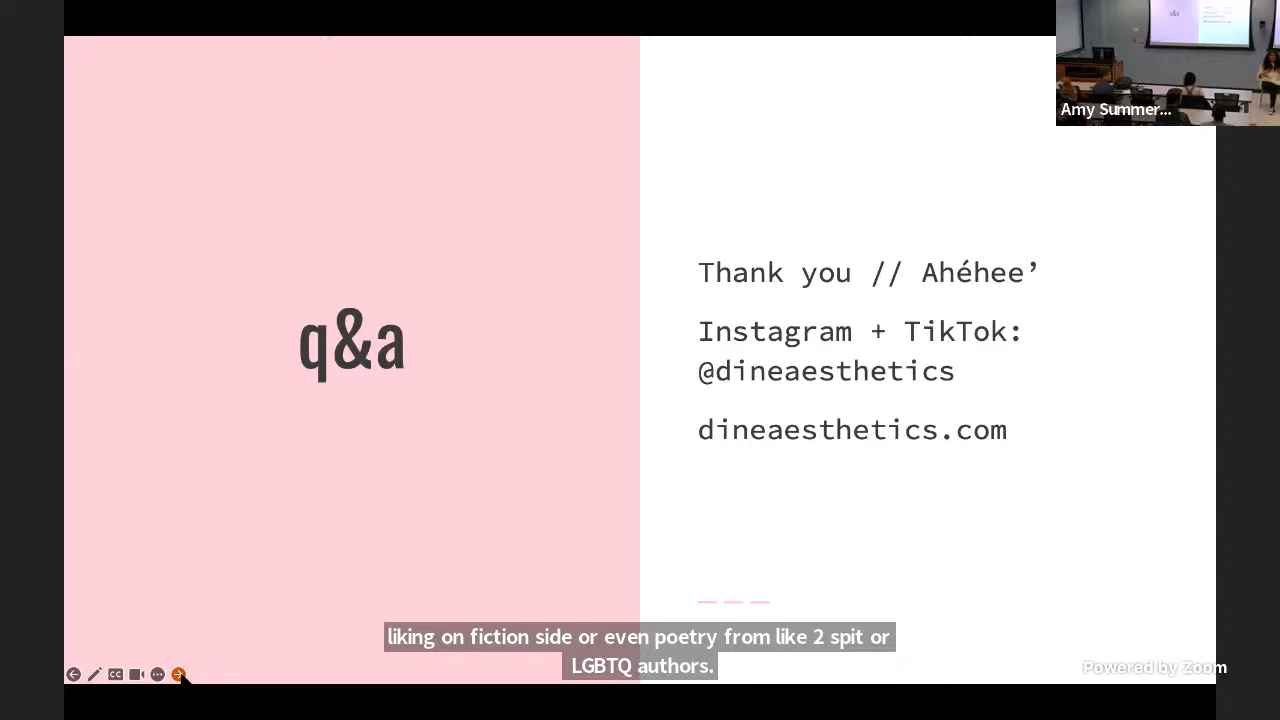 Amy Summer...
q&a
Thank you // Ahéhee’
Instagram + TikTok:
@dineaesthetics
dineaesthetics.com
liking on fiction side or even poetry from like 2 spit or
LGBTQ authors.
Powered by Zoom